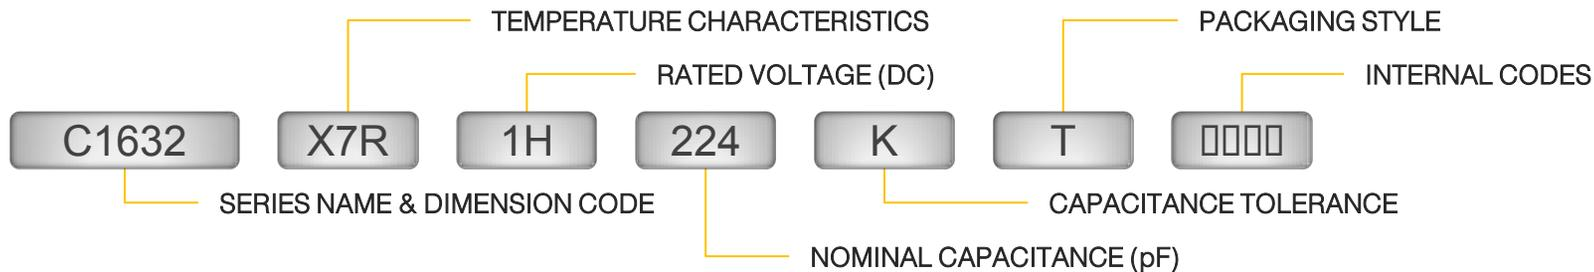 TEMPERATURE CHARACTERISTICS
PACKAGING STYLE
RATED VOLTAGE (DC)
INTERNAL CODES
C1632 X7R 1H 224 K T ▯▯▯▯
SERIES NAME & DIMENSION CODE
CAPACITANCE TOLERANCE
NOMINAL CAPACITANCE (pF)